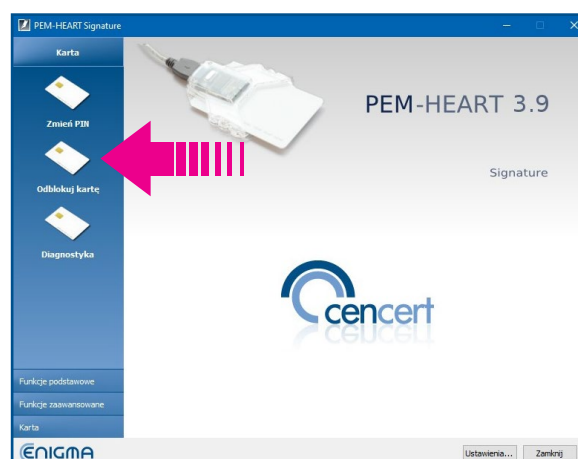 PEM-HEART Signature
Karta
Zmień PIN
Odblokuj kartę
Diagnostyka
PEM-HEART 3.9
Signature
cencert
Funkcje podstawowe
Funkcje zaawansowane
Karta
ENIGMA
Ustawienia...
Zamknij